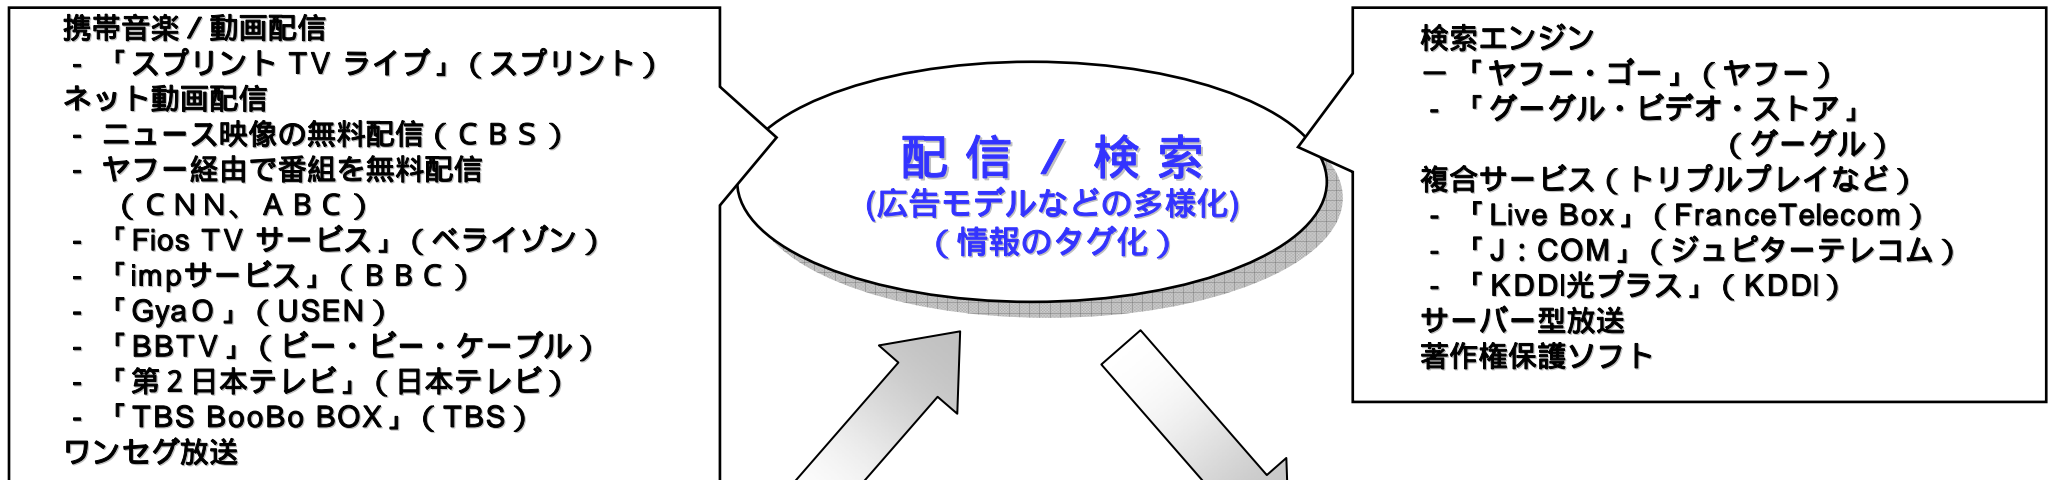 携帯音楽/動画配信
- 「スプリント TV ライブ」(スプリント)
ネット動画配信
- ニュース映像の無料配信(CBS)
- ヤフー経由で番組を無料配信
(CNN、ABC)
- 「Fios TV サービス」(ベライゾン)
- 「impサービス」(BBC)
- 「GyaO」(USEN)
- 「BBTV」(ビー・ビー・ケーブル)
- 「第2日本テレビ」(日本テレビ)
- 「TBS BooBo BOX」(TBS)
ワンセグ放送
配信/検索
(広告モデルなどの多様化)
(情報のタグ化)
検索エンジン
－「ヤフー・ゴー」(ヤフー)
- 「グーグル・ビデオ・ストア」
(グーグル)
複合サービス(トリプルプレイなど)
- 「Live Box」(FranceTelecom)
- 「J:COM」(ジュピターテレコム)
- 「KDDI光プラス」(KDDI)
サーバー型放送
著作権保護ソフト